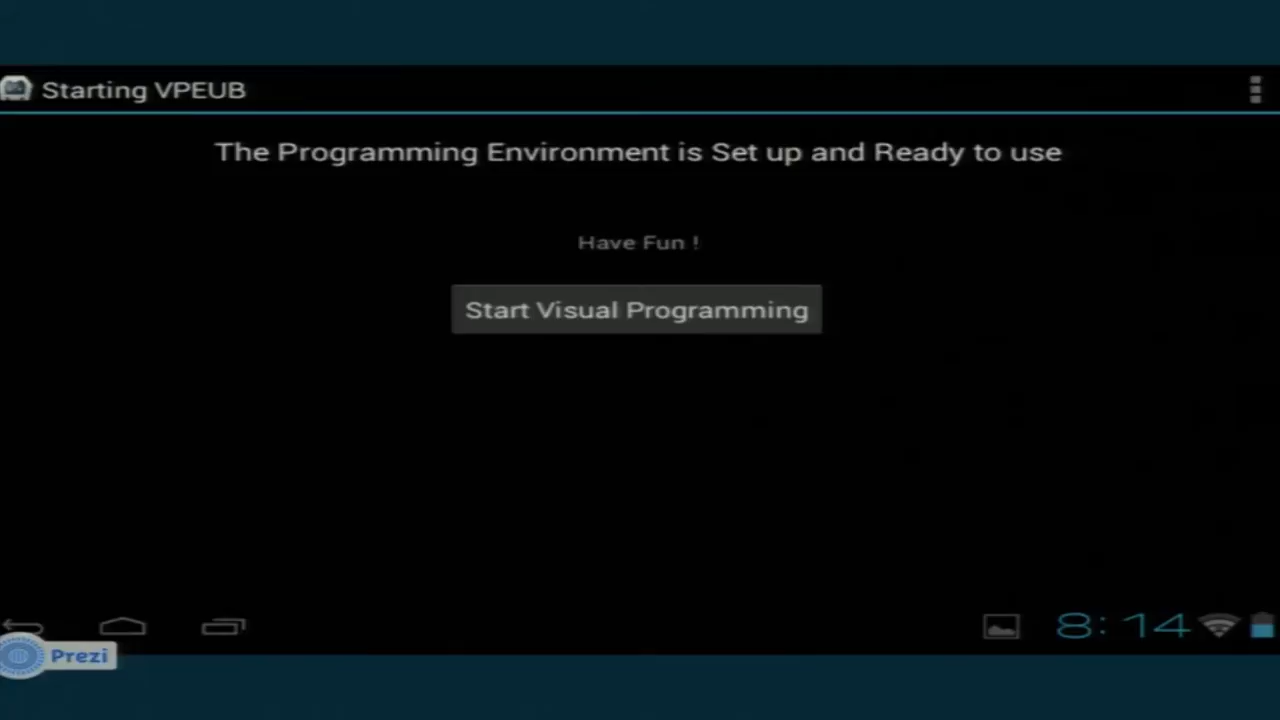 Starting VPEUB
The Programming Environment is Set up and Ready to use
Have Fun !
Start Visual Programming
8:14
Prezi